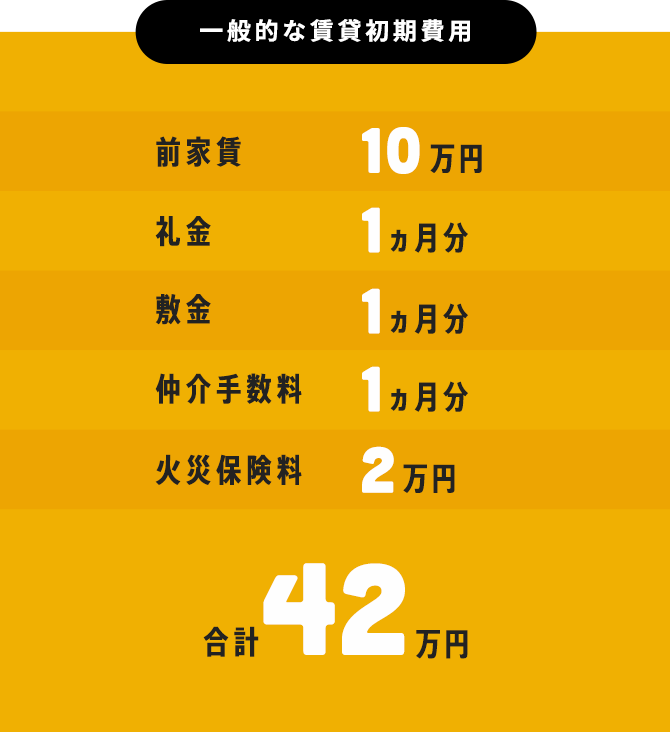 一般的な賃貸初期費用
前家賃 10万円
礼金 1ヵ月分
敷金 1ヵ月分
仲介手数料 1ヵ月分
火災保険料 2万円
合計42万円